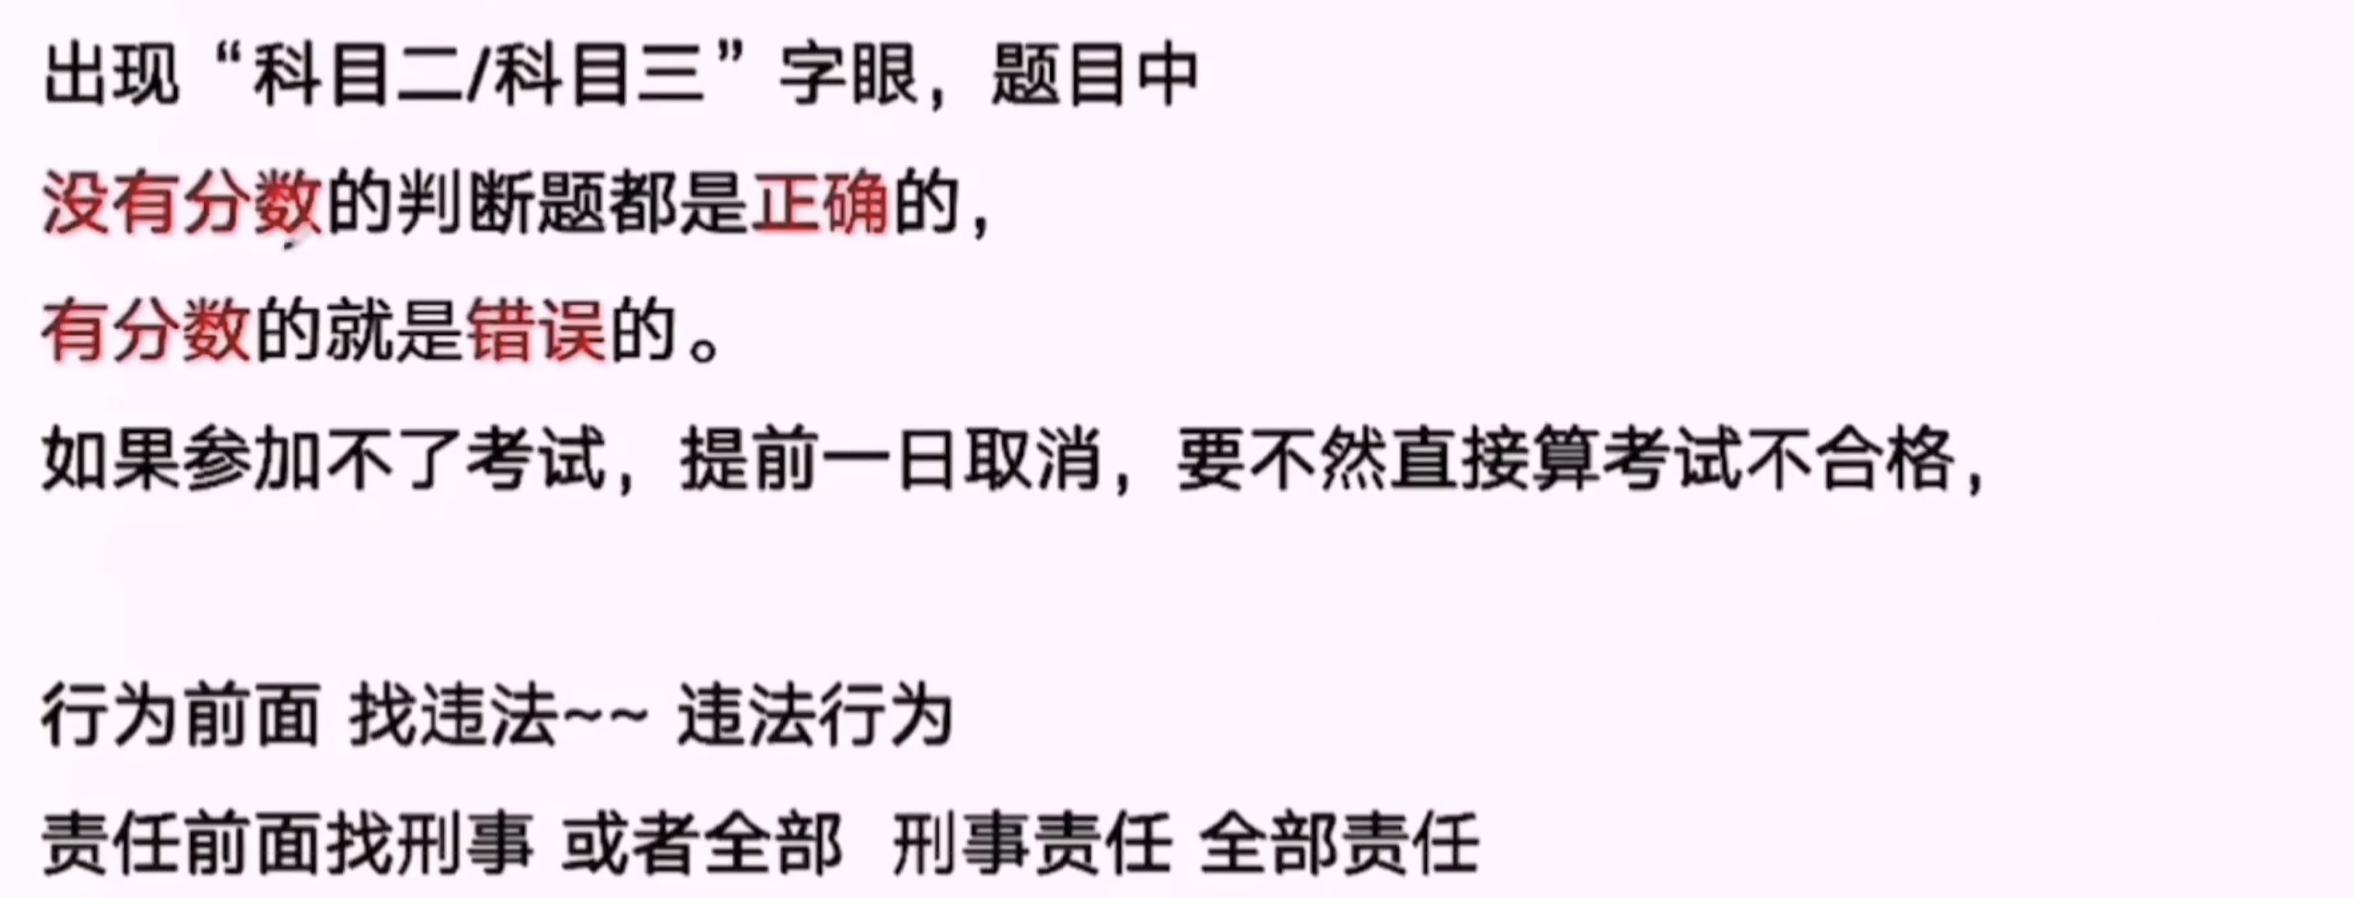 出现“科目二/科目三”字眼，题目中
没有分数的判断题都是正确的，
有分数的就是错误的。
如果参加不了考试，提前一日取消，要不然直接算考试不合格，
行为前面 找违法~~ 违法行为
责任前面找刑事 或者全部 刑事责任 全部责任